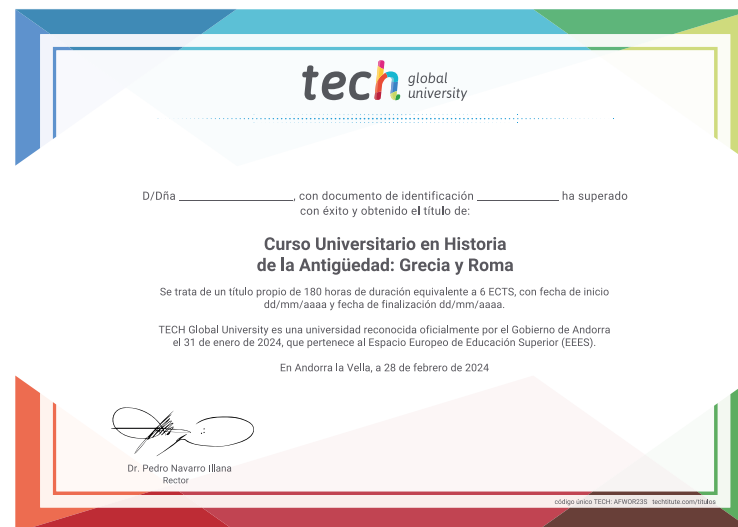 tech global university
D/Dña ____________________, con documento de identificación ______________ ha superado
con éxito y obtenido el título de:
Curso Universitario en Historia
de la Antigüedad: Grecia y Roma
Se trata de un título propio de 180 horas de duración equivalente a 6 ECTS, con fecha de inicio
dd/mm/aaaa y fecha de finalización dd/mm/aaaa.
TECH Global University es una universidad reconocida oficialmente por el Gobierno de Andorra
el 31 de enero de 2024, que pertenece al Espacio Europeo de Educación Superior (EEES).
En Andorra la Vella, a 28 de febrero de 2024
Dr. Pedro Navarro Illana
Rector
código único TECH: AFWOR23S techtitute.com/titulos